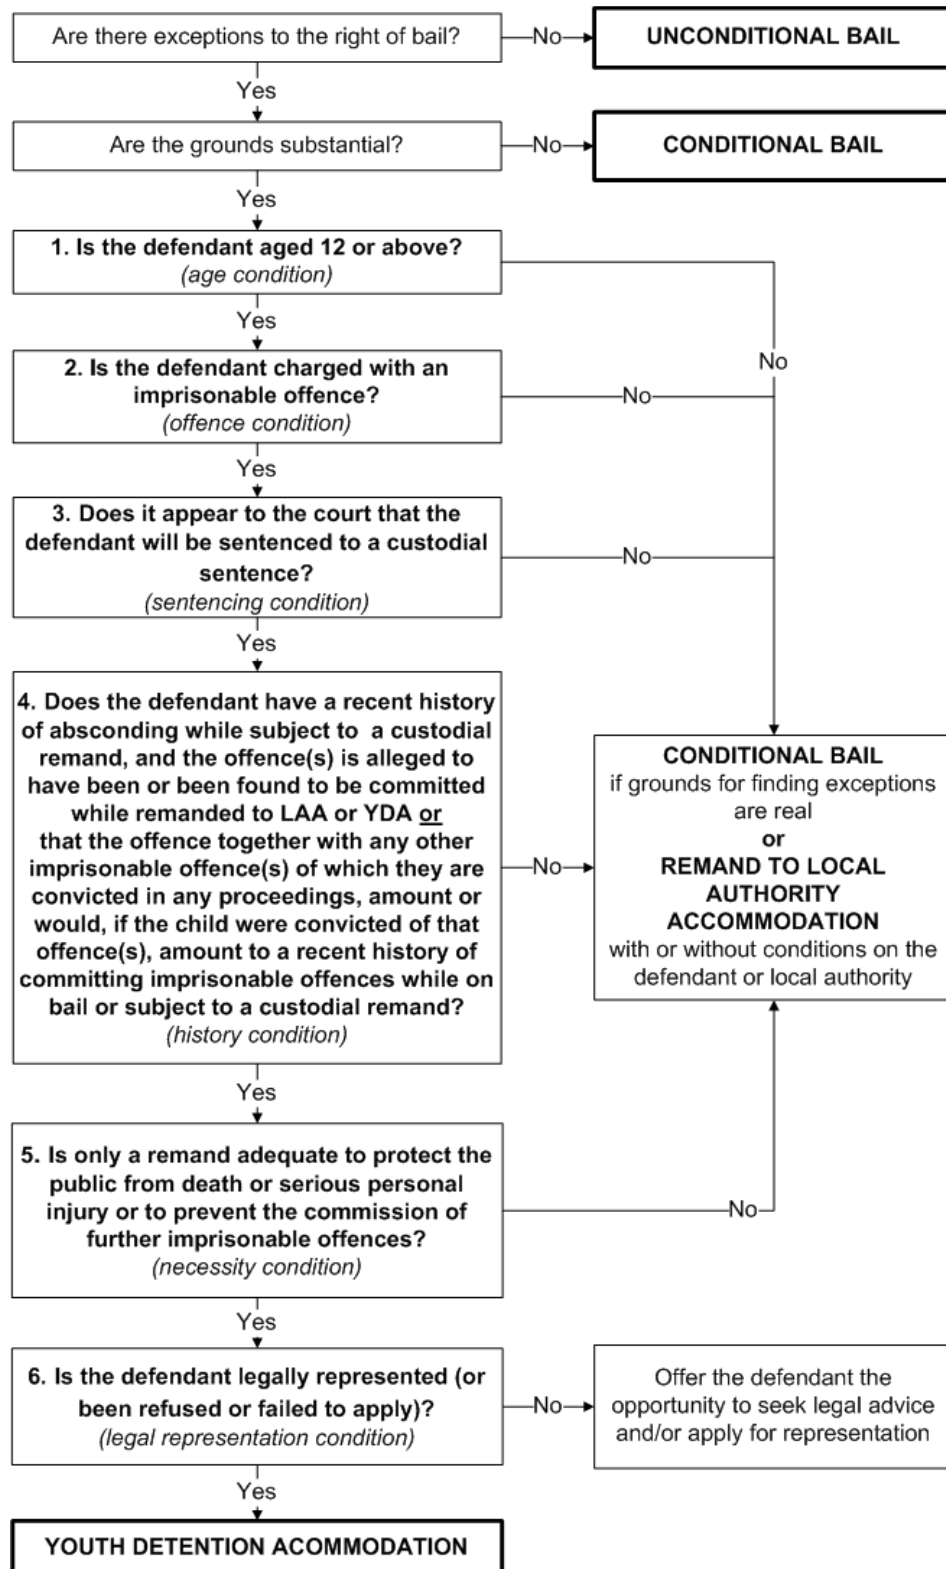 Are there exceptions to the right of bail?
No
UNCONDITIONAL BAIL
Yes
Are the grounds substantial?
No
CONDITIONAL BAIL
Yes
1. Is the defendant aged 12 or above?
(age condition)
No
Yes
2. Is the defendant charged with an
imprisonable offence?
(offence condition)
No
Yes
3. Does it appear to the court that the
defendant will be sentenced to a custodial
sentence?
(sentencing condition)
No
Yes
4. Does the defendant have a recent history
of absconding while subject to a custodial
remand, and the offence(s) is alleged to
have been or been found to be committed
while remanded to LAA or YDA or
that the offence together with any other
imprisonable offence(s) of which they are
convicted in any proceedings, amount or
would, if the child were convicted of that
offence(s), amount to a recent history of
committing imprisonable offences while on
bail or subject to a custodial remand?
(history condition)
No
CONDITIONAL BAIL
if grounds for finding exceptions
are real
or
REMAND TO LOCAL
AUTHORITY
ACCOMMODATION
with or without conditions on the
defendant or local authority
Yes
5. Is only a remand adequate to protect the
public from death or serious personal
injury or to prevent the commission of
further imprisonable offences?
(necessity condition)
No
Yes
6. Is the defendant legally represented (or
been refused or failed to apply)?
(legal representation condition)
No
Offer the defendant the
opportunity to seek legal advice
and/or apply for representation
Yes
YOUTH DETENTION ACOMMODATION